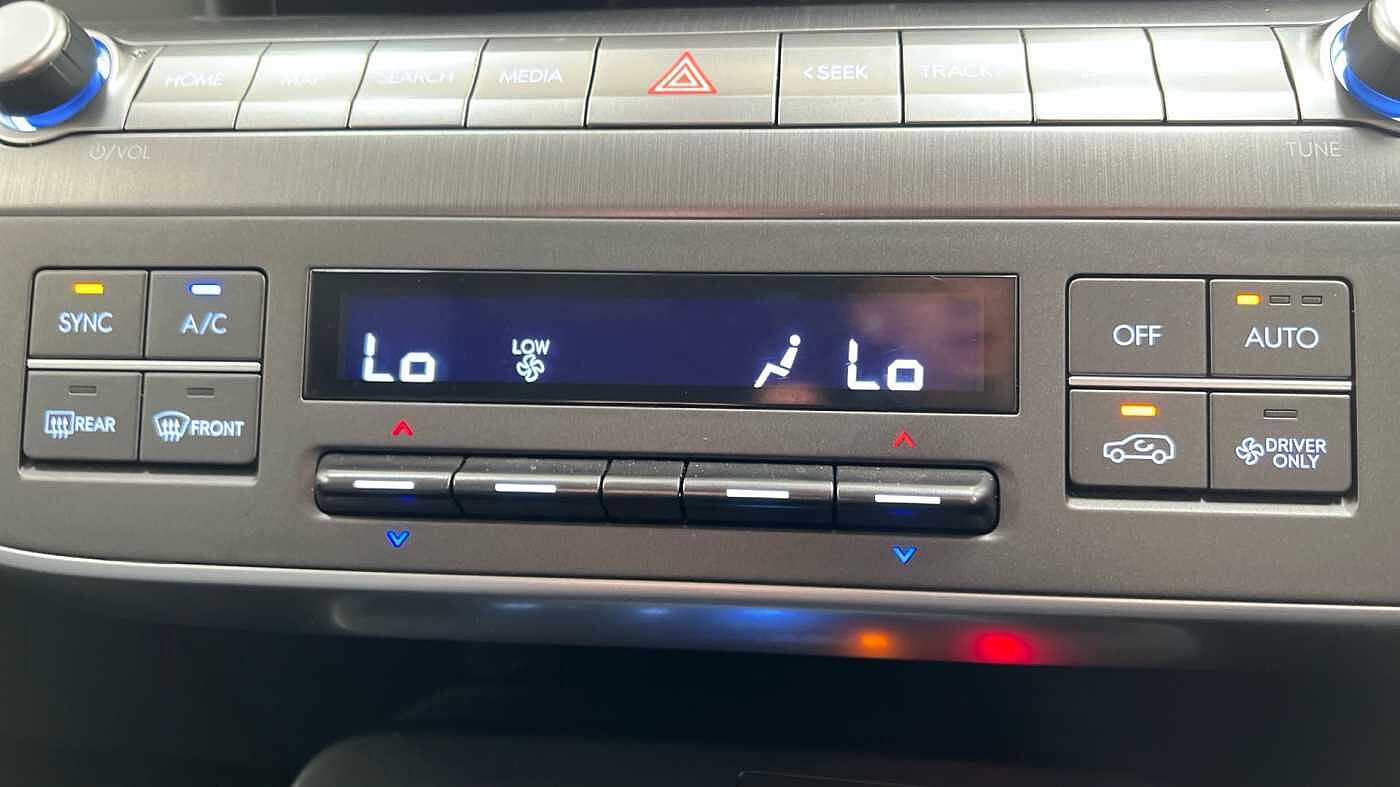 HOME MAP SEARCH MEDIA < SEEK TRACK >
⏻/VOL TUNE
SYNC A/C
REAR FRONT
Lo LOW Lo
OFF AUTO
DRIVER
ONLY